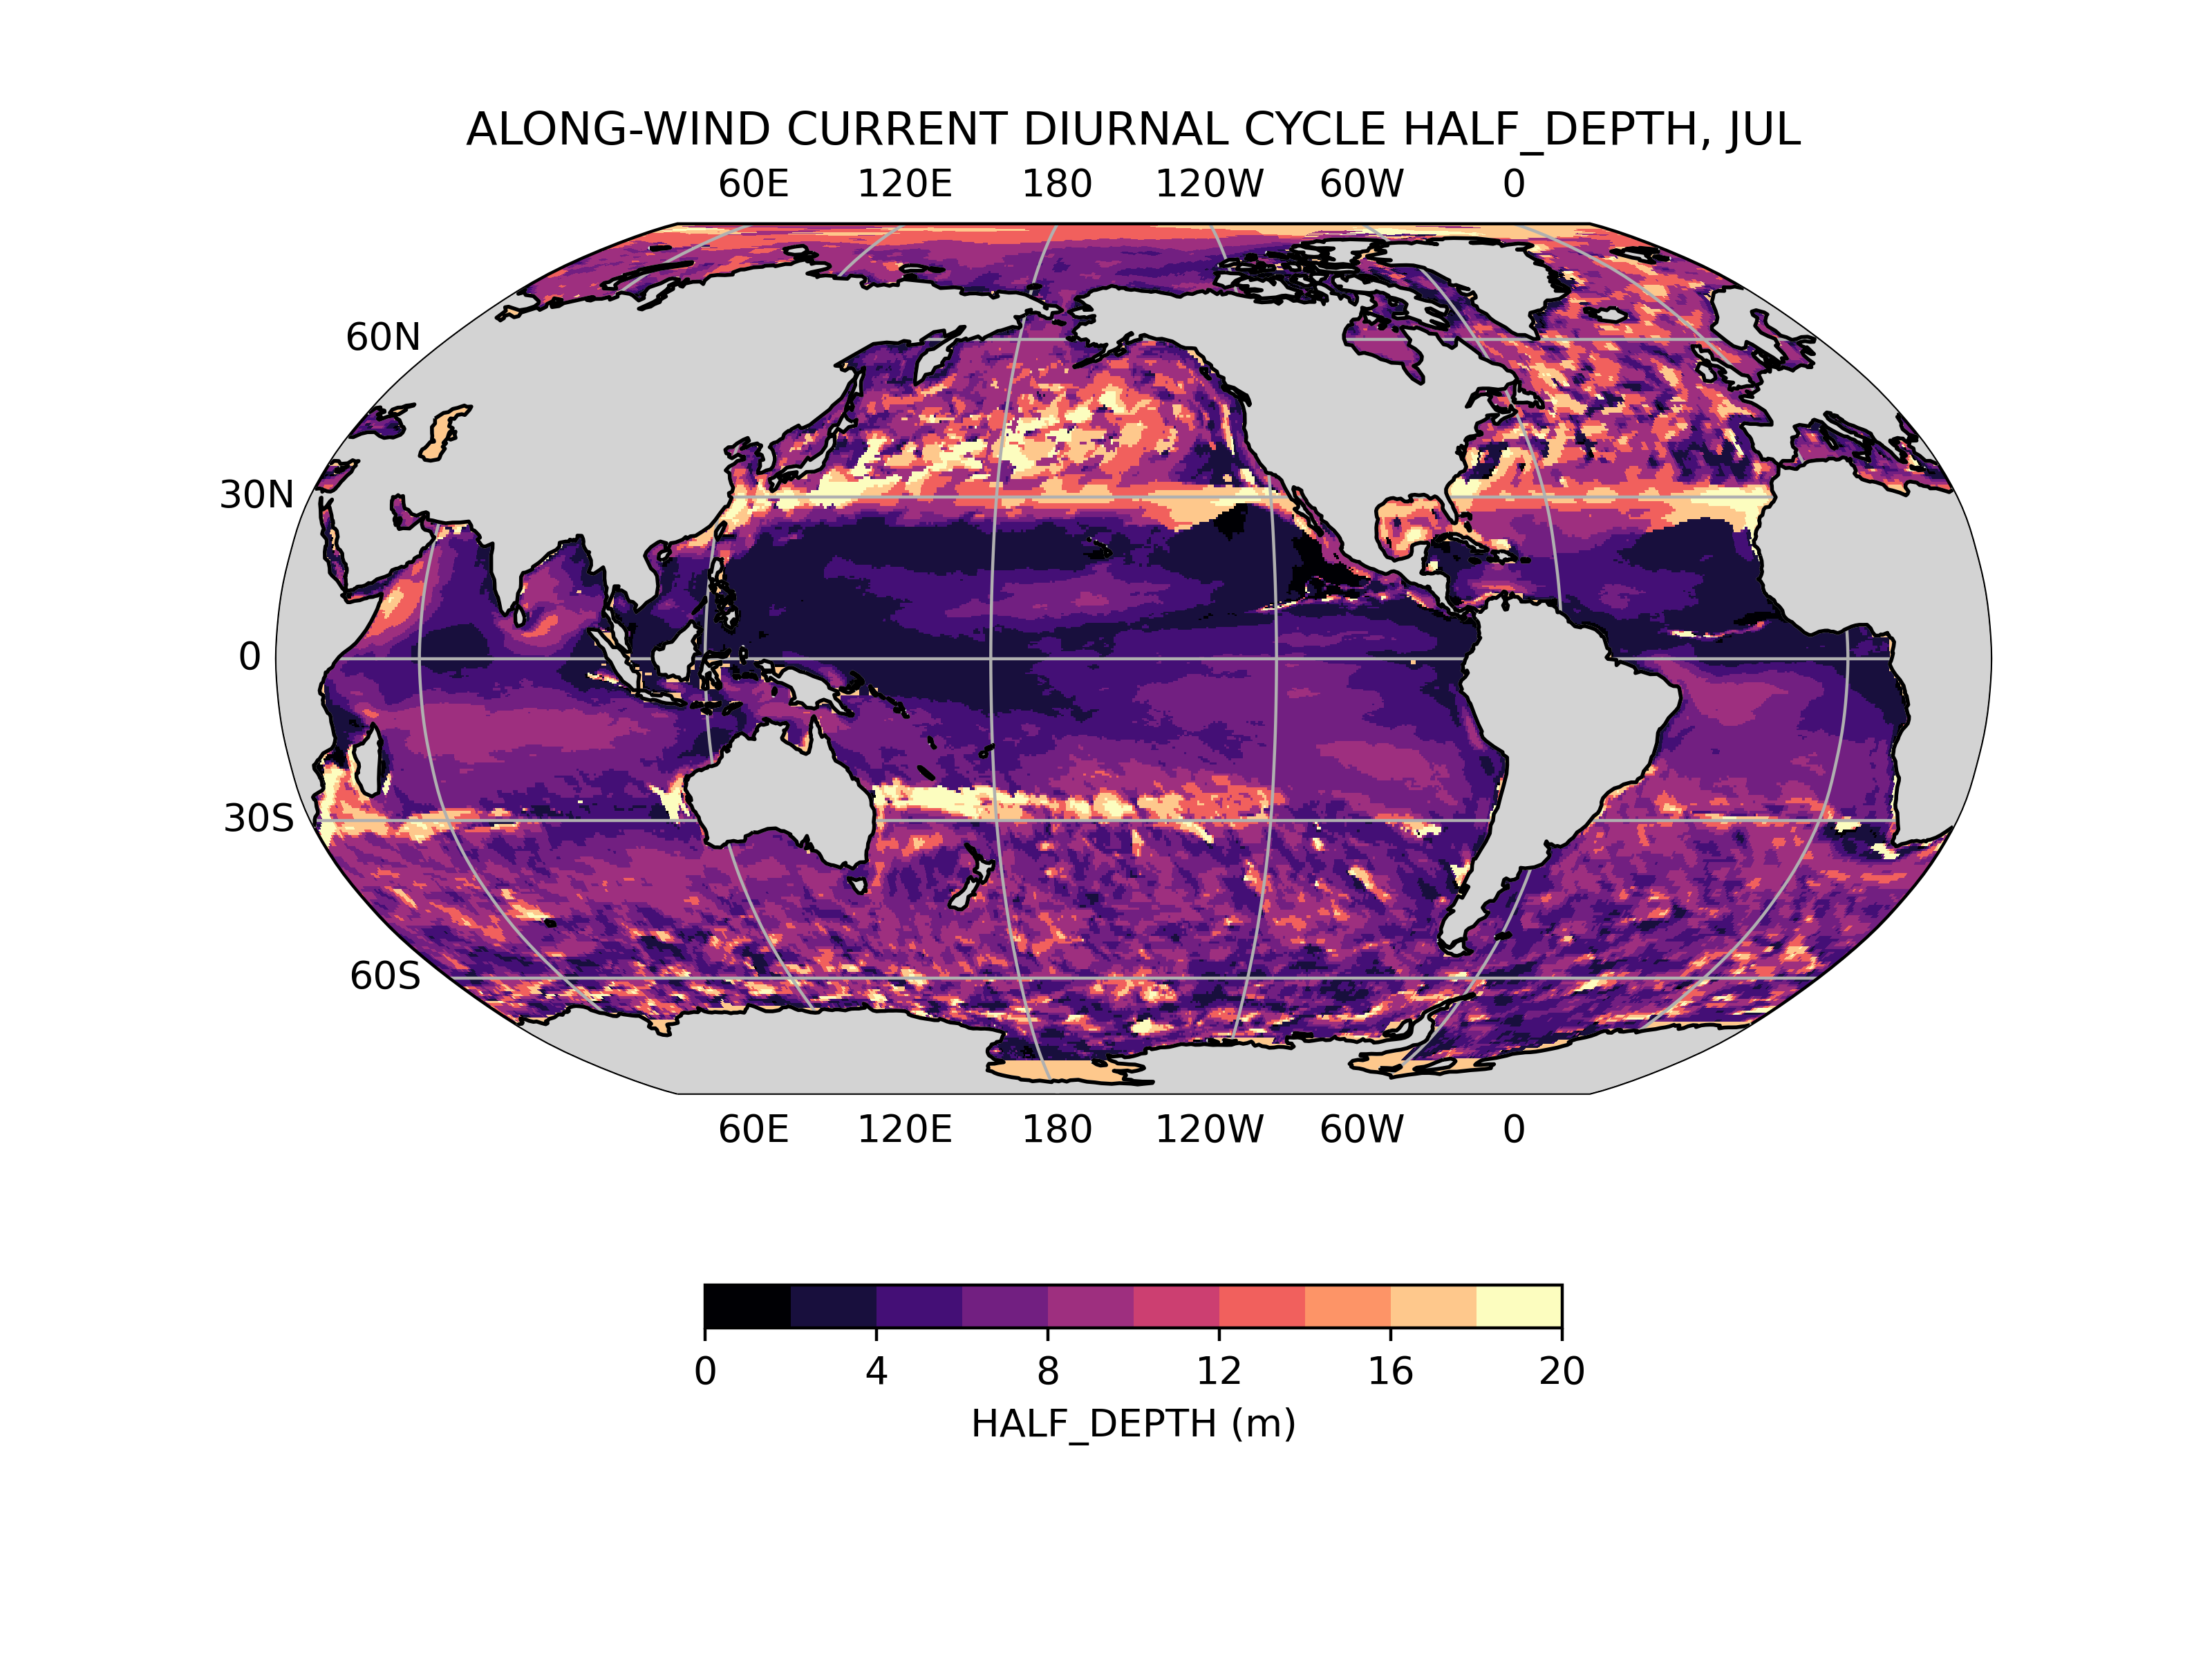 ALONG-WIND CURRENT DIURNAL CYCLE HALF_DEPTH, JUL
60E 120E 180 120W 60W 0
60N
30N
0
30S
60S
60E 120E 180 120W 60W 0
0 4 8 12 16 20
HALF_DEPTH (m)